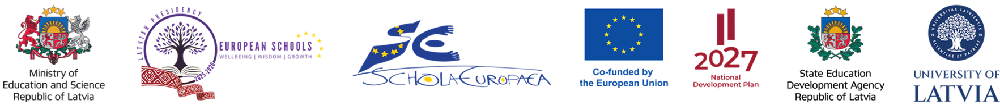 Ministry of
Education and Science
Republic of Latvia
LATVIAN PRESIDENCY
EUROPEAN SCHOOLS
WELLBEING | WISDOM | GROWTH
2025-2026
SE
SCHOLA EUROPAEA
Co-funded by
the European Union
2027
National
Development Plan
State Education
Development Agency
Republic of Latvia
UNIVERSITAS LATVIENSIS
19 19
SCIENTIAE ET PATRIAE
UNIVERSITY OF
LATVIA